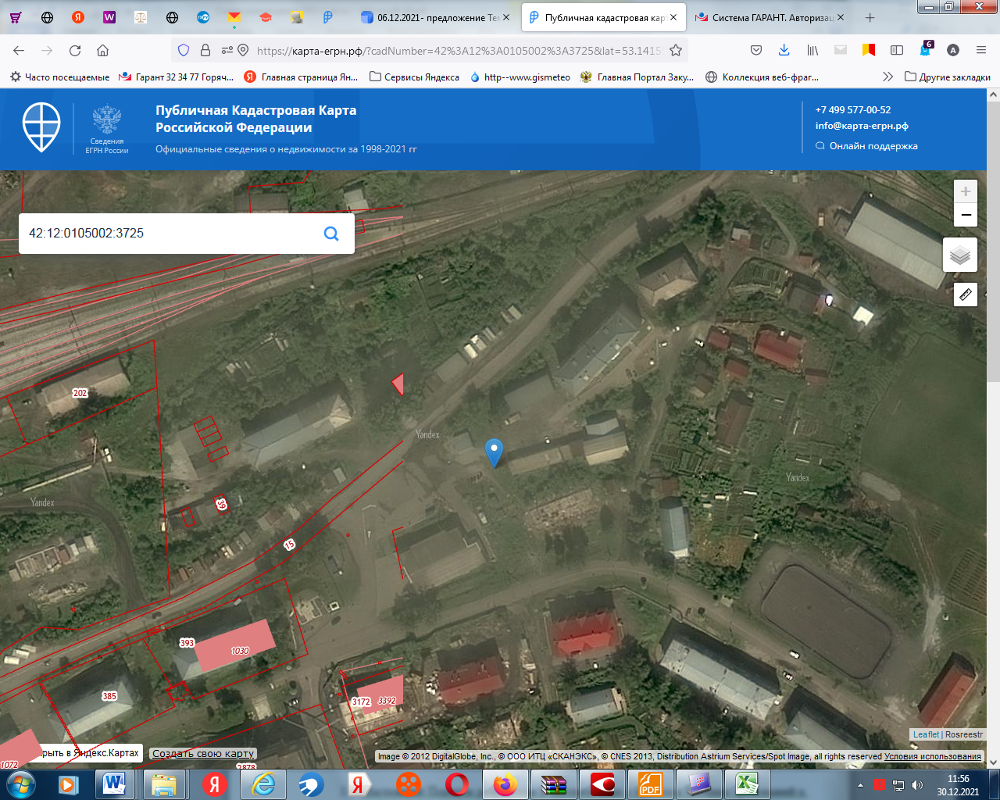 06.12.2021- предложение Тем
Публичная кадастровая карт
Система ГАРАНТ. Авторизац
https://карта-егрн.рф/?cadNumber=42%3A12%3A0105002%3A3725&lat=53.1415
6
A
Часто посещаемые
Гарант 32 34 77 Горяч...
Главная страница Ян...
Сервисы Яндекса
http--www.gismeteo
Главная Портал Заку...
Коллекция веб-фраг...
Другие закладки
Сведения
ЕГРН России
Публичная Кадастровая Карта
Российской Федерации
Официальные сведения о недвижимости за 1998-2021 гг
+7 499 577-00-52
info@карта-егрн.рф
Онлайн поддержка
42:12:0105002:3725
202
Yandex
Yandex
Yandex
39
15
393
1030
385
3172
3392
1072
2878
Leaflet | Rosreestr
крыть в Яндекс.Картах
Создать свою карту
Image © 2012 DigitalGlobe, Inc., © ООО ИТЦ «СКАНЭКС», © CNES 2013, Distribution Astrium Services/Spot Image, all rights reserved Условия использования
PDF
11:56
30.12.2021